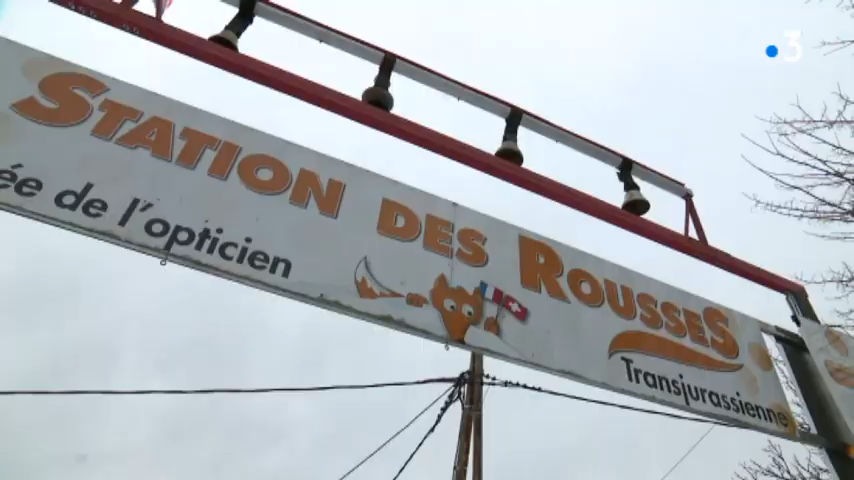 STATION DES ROUSSES
ée de l'opticien
Transjurassienne
3